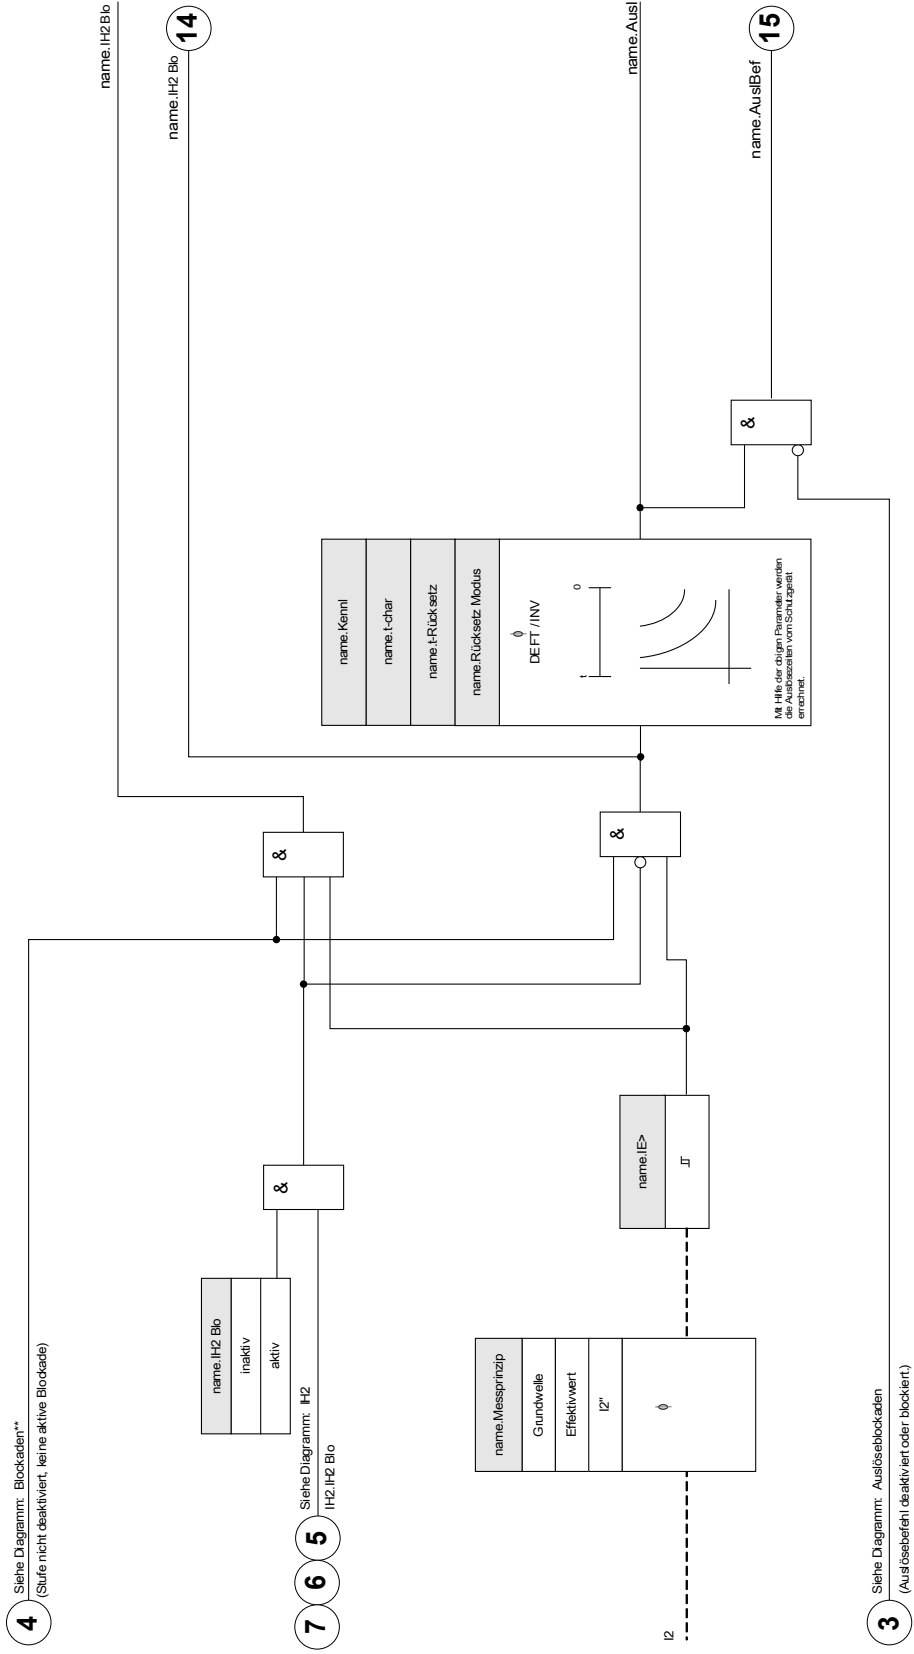 4
Siehe Diagramm: Blockaden**
(Stufe nicht deaktiviert, keine aktive Blockade)
name.IH2 Blo
inaktiv
aktiv
7
6
5
Siehe Diagramm: IH2
IH2.IH2 Blo
&
&
name.IH2 Blo
name.IH2 Blo
14
I2
name.Messprinzip
Grundwelle
Effektivwert
I2"
ϕ
name.IE>
&
name.Kennl
name.t-char
name.t-Rücksetz
name.Rücksetz Modus
ϕ
DEFT / INV
t
0
Mit Hilfe der obigen Parameter werden
die Auslösezeiten vom Schutzgerät
errechnet.
name.Ausl
&
name.AuslBef
15
3
Siehe Diagramm: Auslöseblockaden
(Auslösebefehl deaktiviert oder blockiert.)